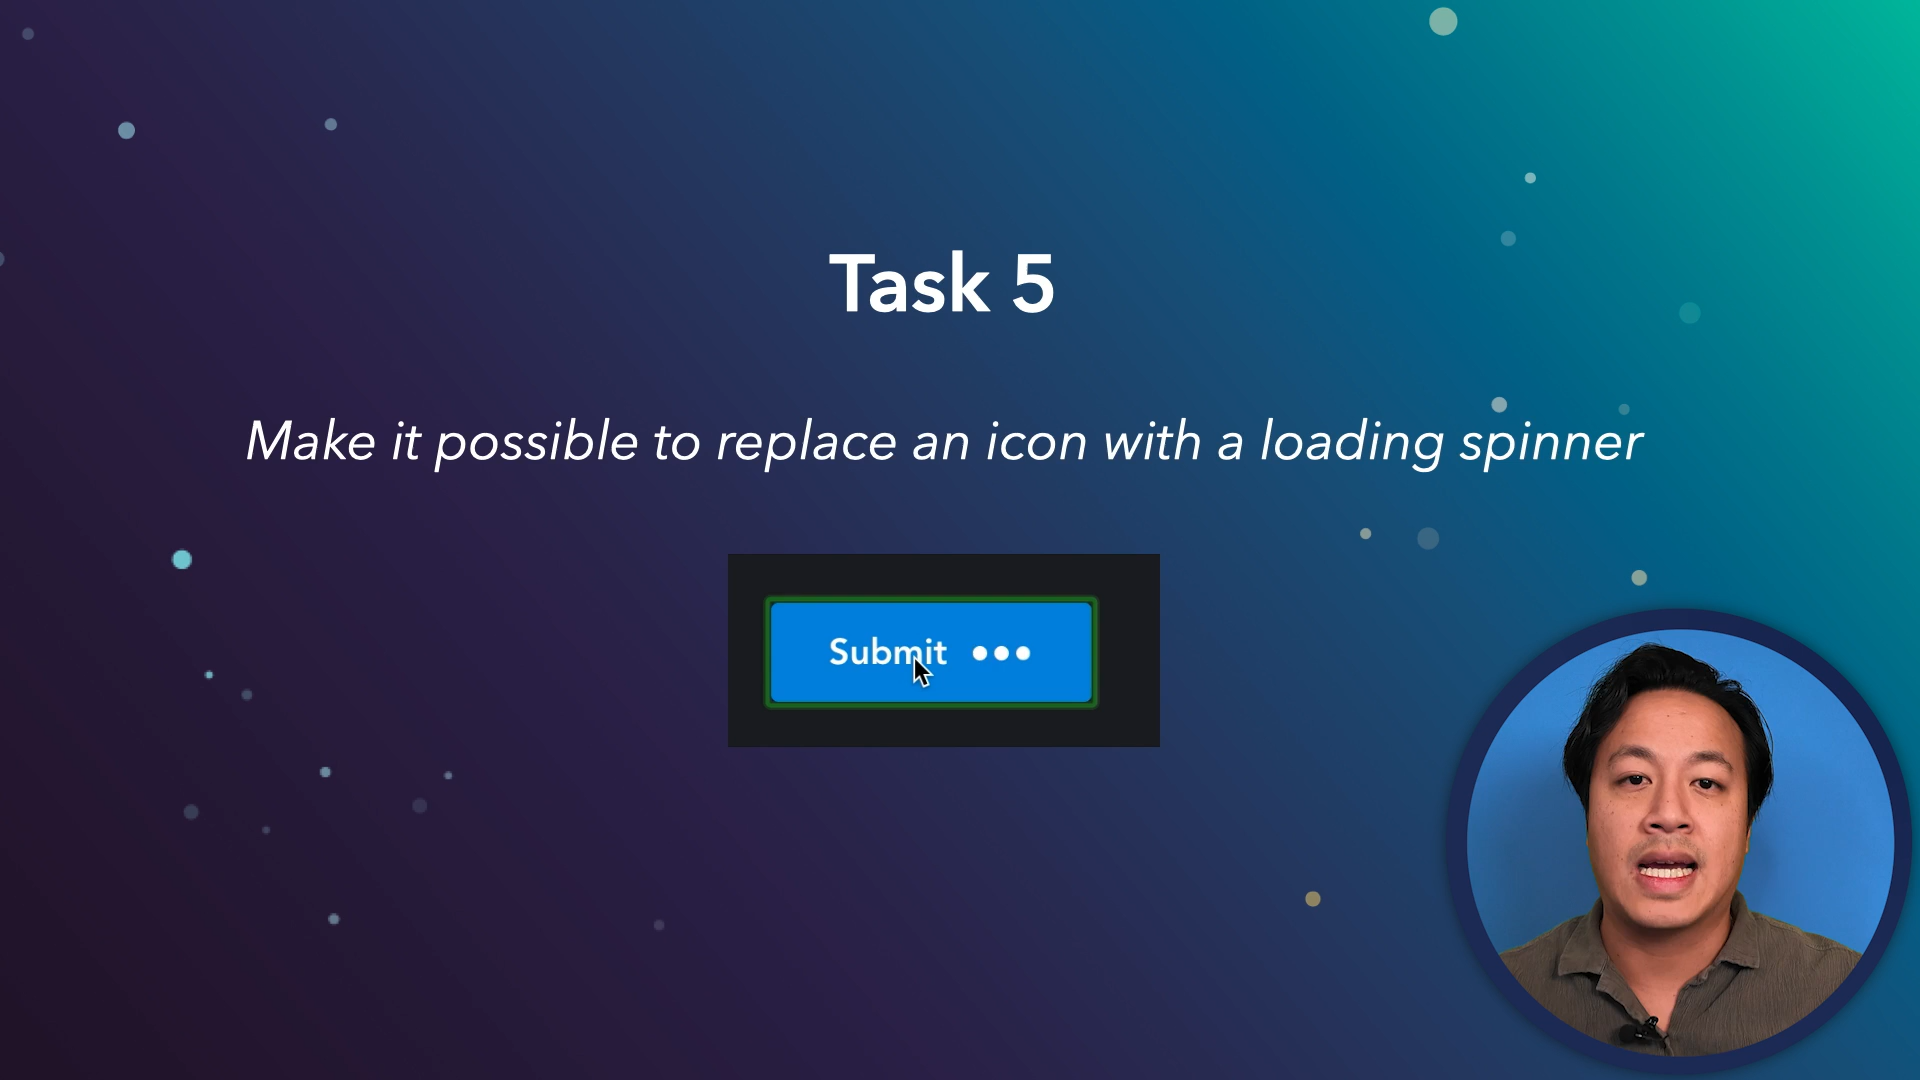 Task 5
Make it possible to replace an icon with a loading spinner
Submit